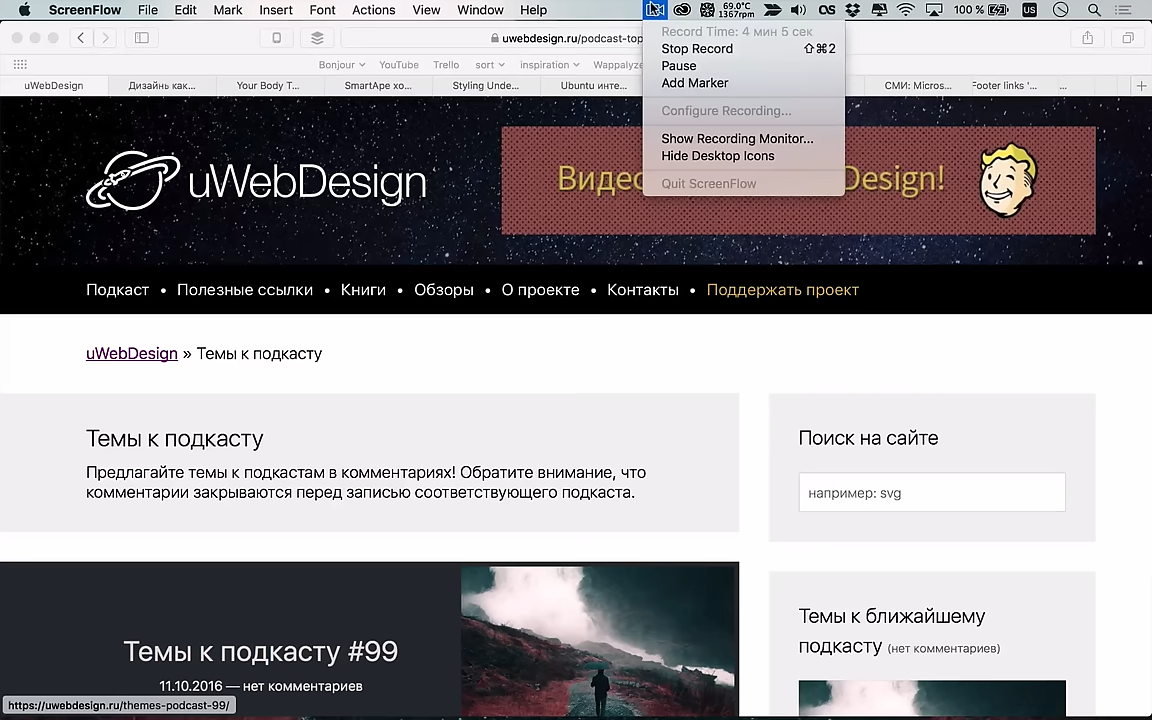 ScreenFlow File Edit Mark Insert Font Actions View Window Help
69.0°C
1367rpm
100 %
US
Record Time: 4 мин 5 сек
Stop Record ⇧⌘2
Pause
Add Marker
Configure Recording...
Show Recording Monitor...
Hide Desktop Icons
Quit ScreenFlow
uwebdesign.ru/podcast-top
Bonjour YouTube Trello sort inspiration Wappalyze
uWebDesign Дизайнь как... Your Body T... SmartApe хо... Styling Unde... Ubuntu инте... СМИ: Micros... Footer links '... ...
uWebDesign
Видео Design!
Подкаст • Полезные ссылки • Книги • Обзоры • О проекте • Контакты • Поддержать проект
uWebDesign » Темы к подкасту
Темы к подкасту
Предлагайте темы к подкастам в комментариях! Обратите внимание, что
комментарии закрываются перед записью соответствующего подкаста.
Поиск на сайте
например: svg
Темы к подкасту #99
11.10.2016 — нет комментариев
Темы к ближайшему
подкасту (нет комментариев)
https://uwebdesign.ru/themes-podcast-99/